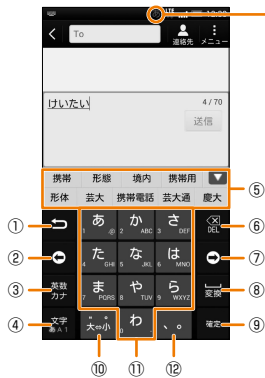 LTE 12:00
To
連絡先 メニュー
けいたい 4 / 70
送信
携帯 形態 境内 携帯用
形体 芸大 携帯電話 芸大通 慶大
⑤
① あ 1 .@ か 2 ABC さ 3 DEF DEL ⑥
② た 4 GHI な 5 JKL は 6 MNO ⑦
③ 英数カナ ま 7 PQRS や 8 TUV ら 9 WXYZ 変換 ⑧
④ 文字 あA1 ゛゜ 大⇔小 わ 0 、。 確定 ⑨
⑩ ⑪ ⑫